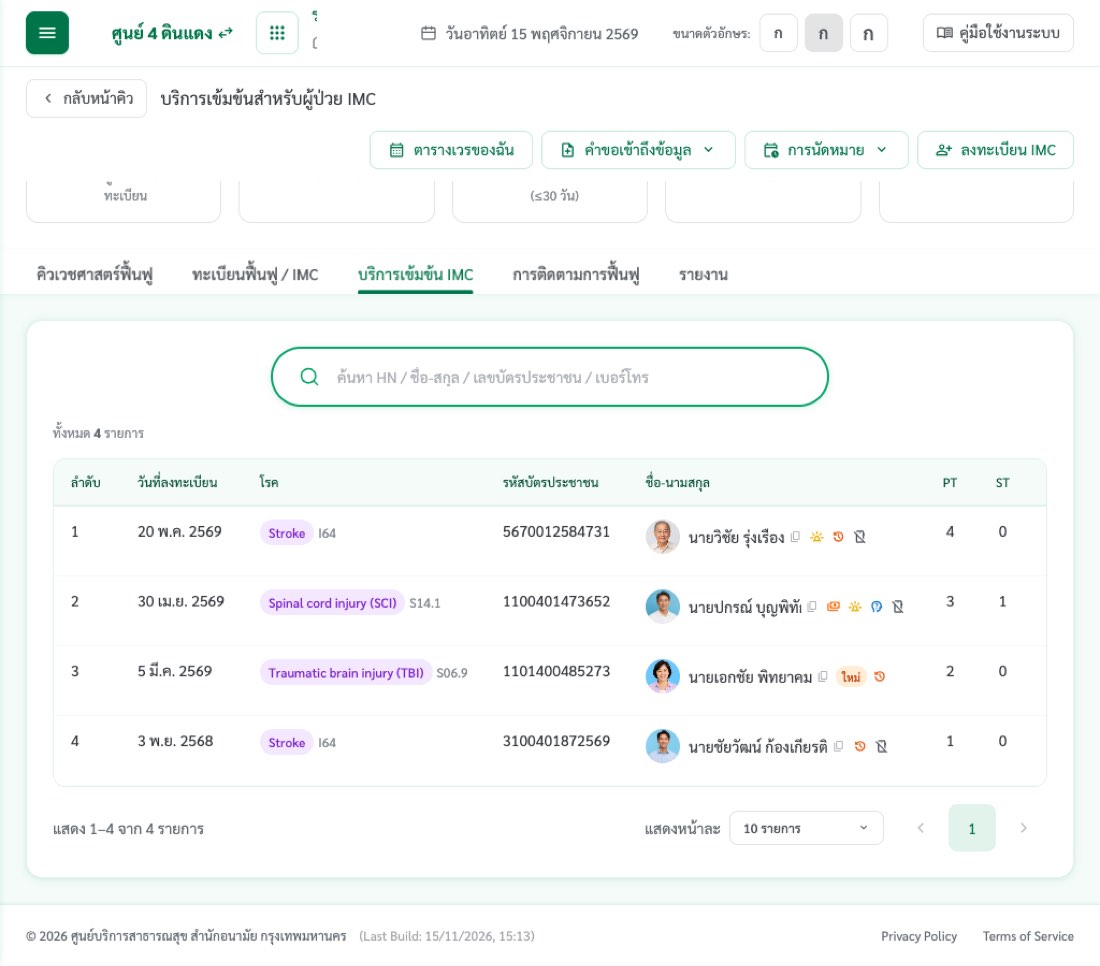 ศูนย์ 4 ดินแดง
วันอาทิตย์ 15 พฤศจิกายน 2569
ขนาดตัวอักษร: ก ก ก
คู่มือใช้งานระบบ
กลับหน้าคิว
บริการเข้มข้นสำหรับผู้ป่วย IMC
ตารางเวรของฉัน
คำขอเข้าถึงข้อมูล
การนัดหมาย
ลงทะเบียน IMC
ทะเบียน
(≤30 วัน)
คิวเวชศาสตร์ฟื้นฟู
ทะเบียนฟื้นฟู / IMC
บริการเข้มข้น IMC
การติดตามการฟื้นฟู
รายงาน
ค้นหา HN / ชื่อ-สกุล / เลขบัตรประชาชน / เบอร์โทร
ทั้งหมด 4 รายการ
ลำดับ วันที่ลงทะเบียน โรค รหัสบัตรประชาชน ชื่อ-นามสกุล PT ST
1 20 พ.ค. 2569 Stroke I64 5670012584731 นายวิชัย รุ่งเรือง 4 0
2 30 เม.ย. 2569 Spinal cord injury (SCI) S14.1 1100401473652 นายปกรณ์ 3 1
3 5 มี.ค. 2569 Traumatic brain injury (TBI) S06.9 1101400485273 นายเอกชัย พิทยาคม ใหม่ 2 0
4 3 พ.ย. 2568 Stroke I64 3100401872569 นายชัยวัฒน์ ก้องเกียรติ 1 0
แสดง 1–4 จาก 4 รายการ
แสดงหน้าละ 10 รายการ
1
© 2026 ศูนย์บริการสาธารณสุข สำนักอนามัย กรุงเทพมหานคร (Last Build: 15/11/2026, 15:13)
Privacy Policy Terms of Service